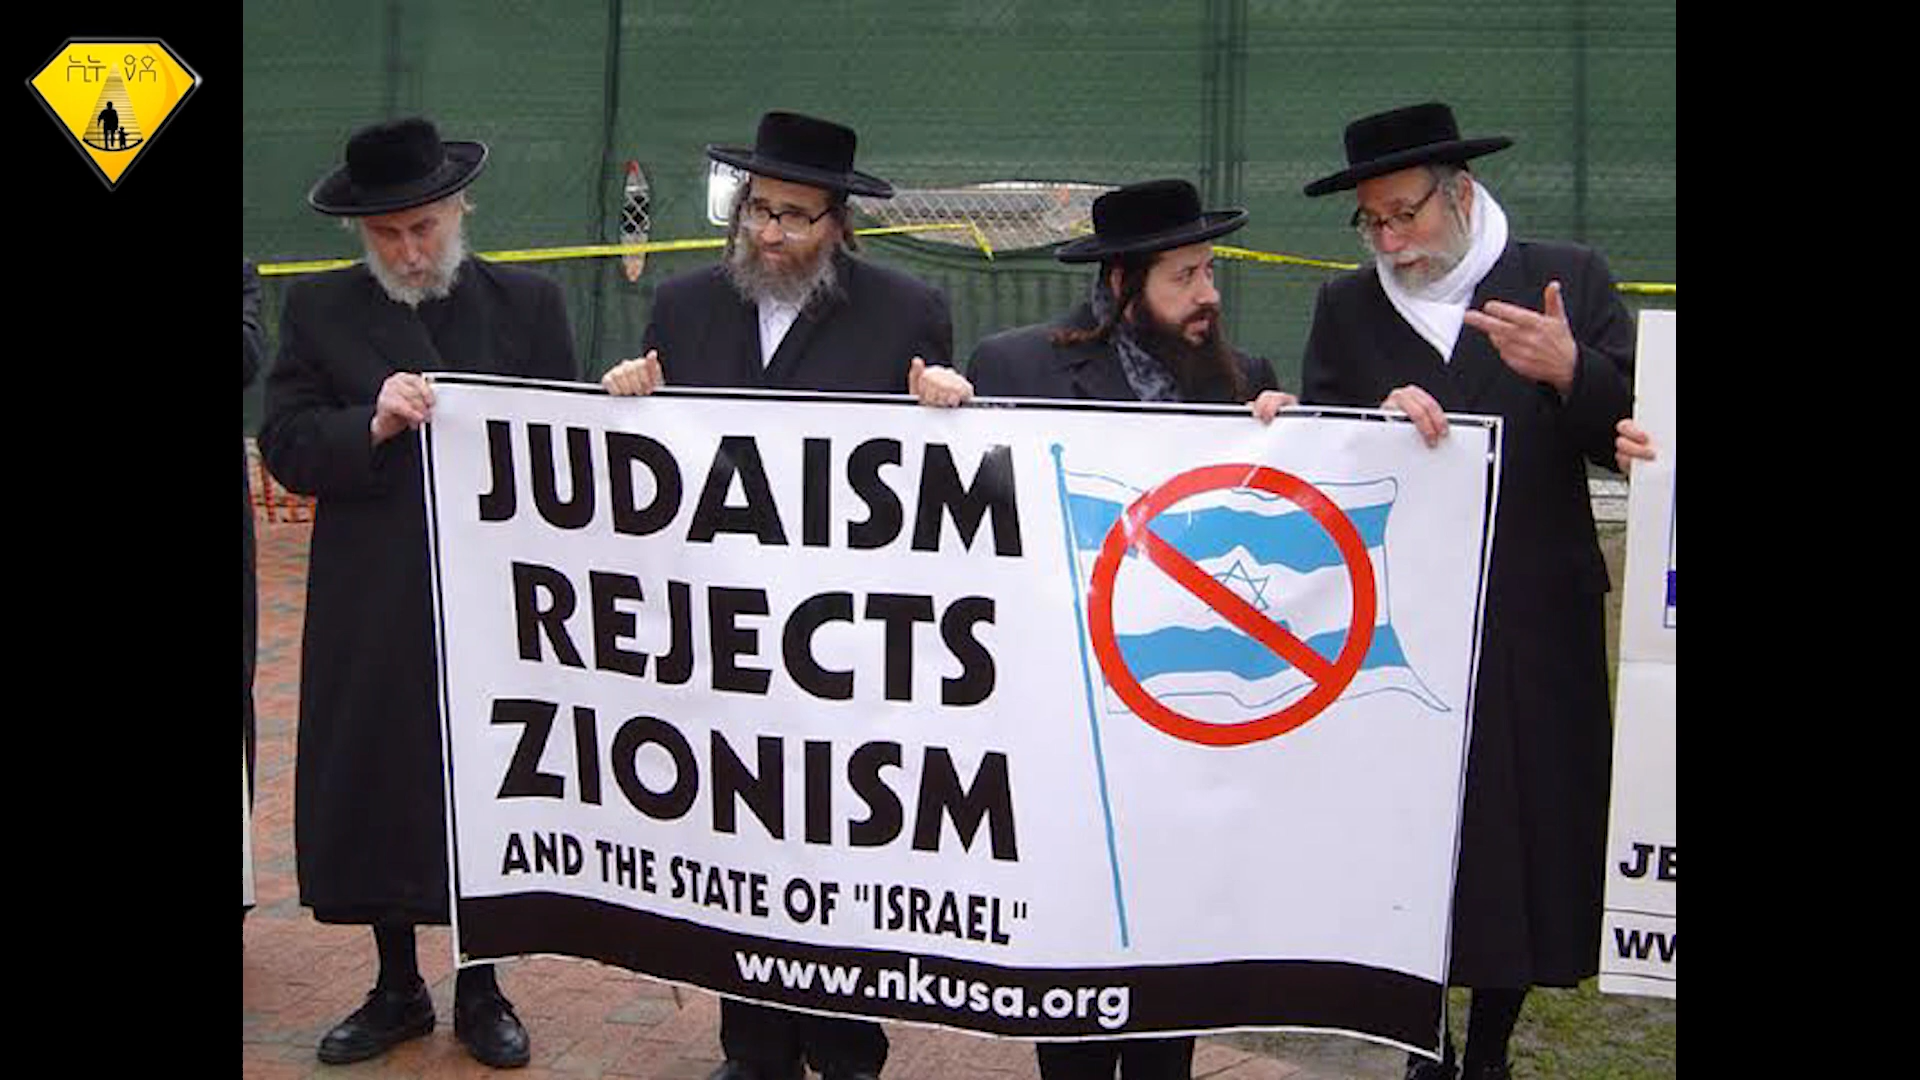 JUDAISM
REJECTS
ZIONISM
AND THE STATE OF "ISRAEL"
www.nkusa.org